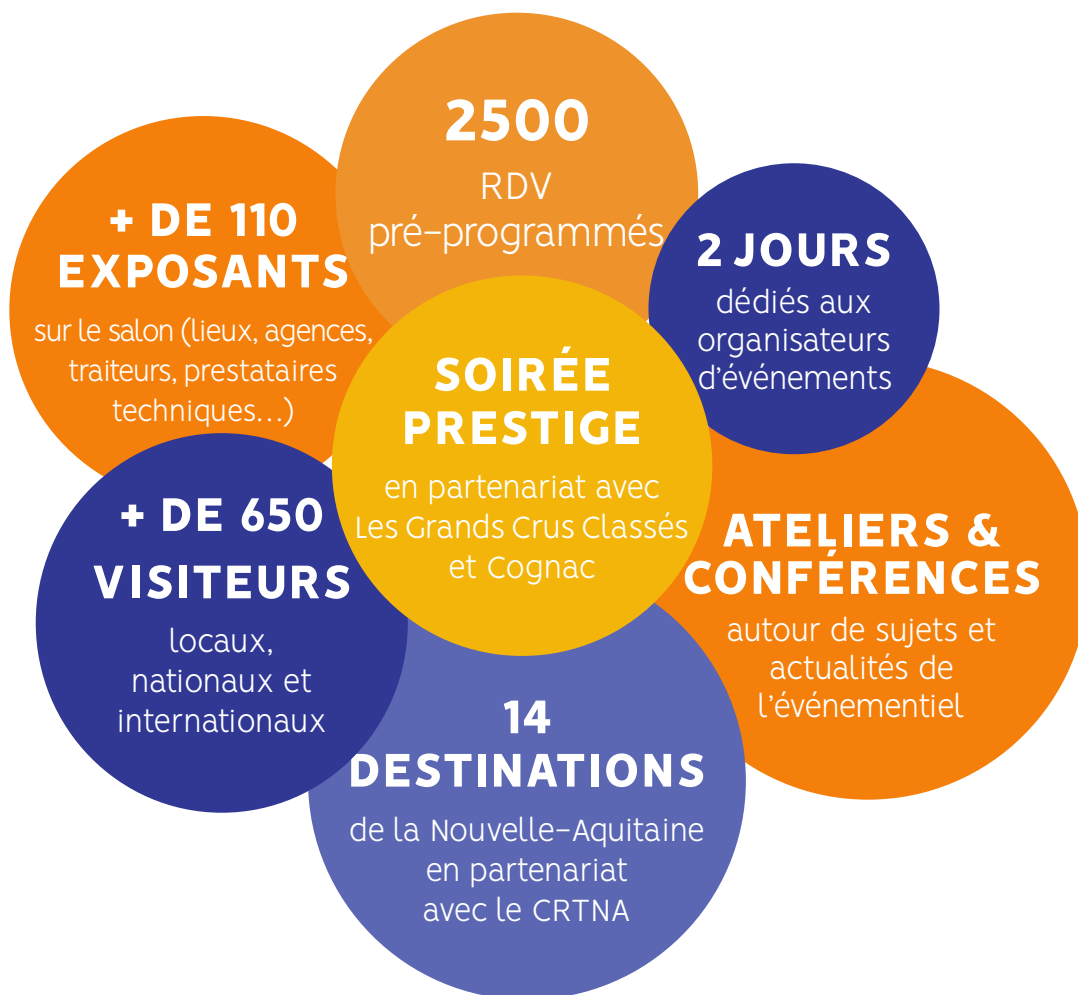 2500
RDV
pré-programmés
+ DE 110
EXPOSANTS
sur le salon (lieux, agences,
traiteurs, prestataires
techniques...)
2 JOURS
dédiés aux
organisateurs
d'événements
SOIRÉE
PRESTIGE
en partenariat avec
Les Grands Crus Classés
et Cognac
+ DE 650
VISITEURS
locaux,
nationaux et
internationaux
ATELIERS &
CONFÉRENCES
autour de sujets et
actualités de
l'événementiel
14
DESTINATIONS
de la Nouvelle-Aquitaine
en partenariat
avec le CRTNA